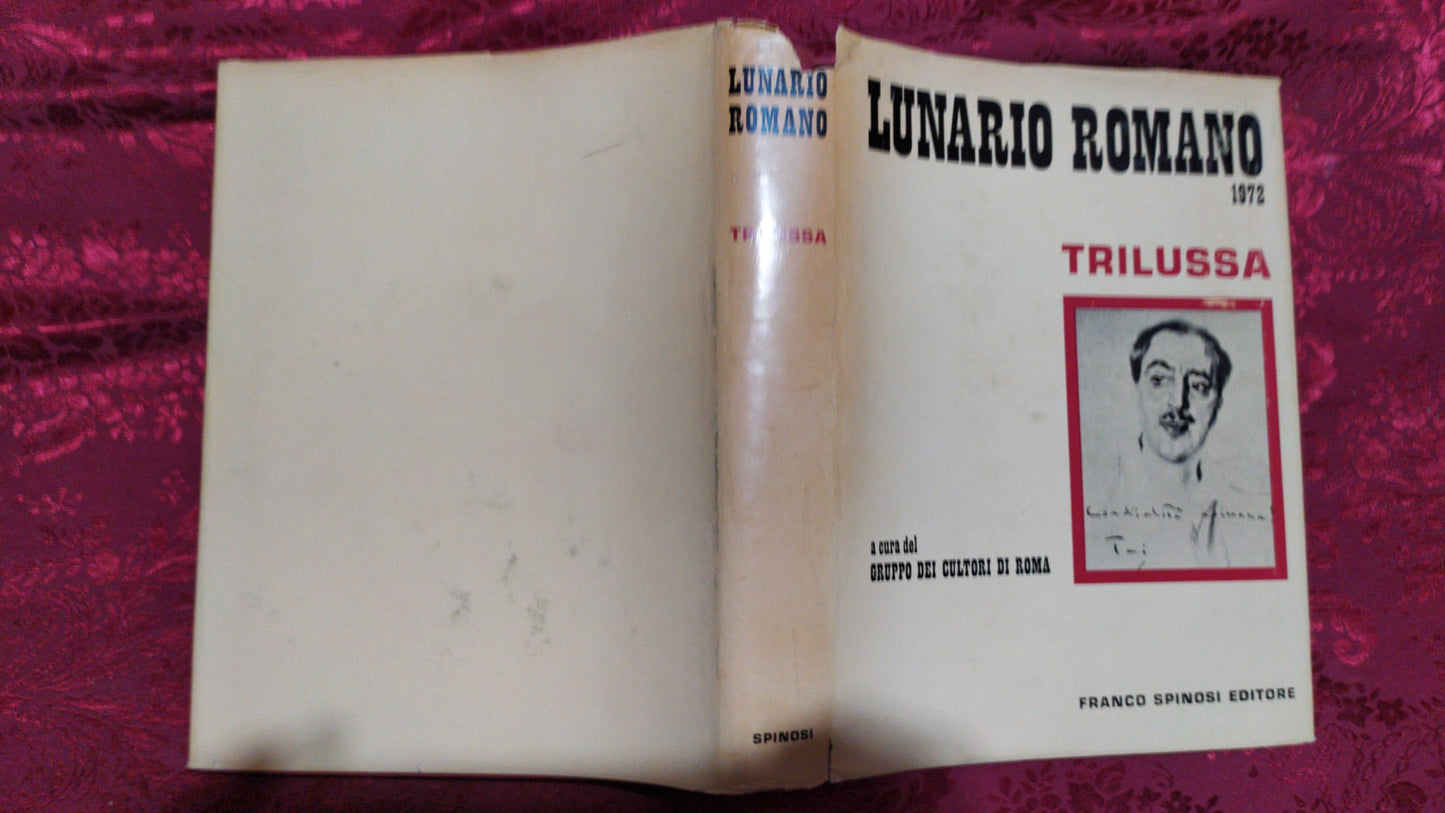 LUNARIO
ROMANO
TRILUSSA
SPINOSI
LUNARIO ROMANO
1972
TRILUSSA
a cura del
GRUPPO DEI CULTORI DI ROMA
FRANCO SPINOSI EDITORE